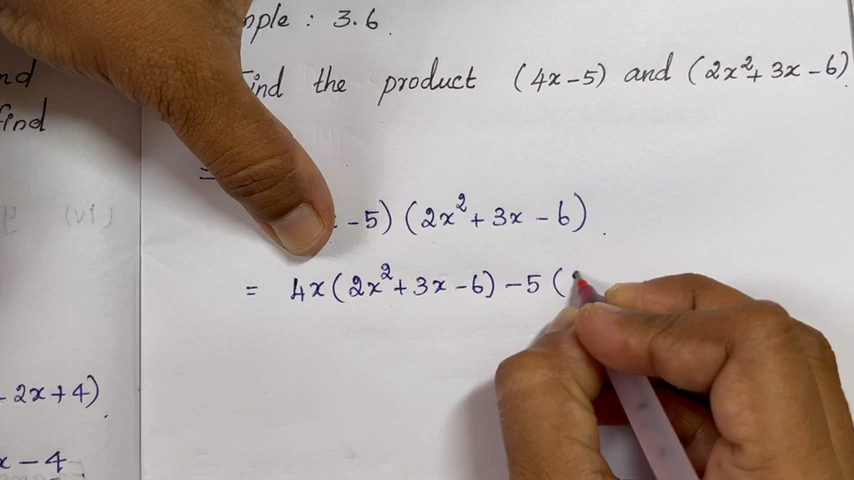 mple : 3.6
ind the product (4x-5) and (2x²+ 3x-6).
=
-5) (2x²+ 3x - 6).
= 4x(2x²+3x-6) -5 (
nd
find
(vi)
- 2x+4)
x - 4